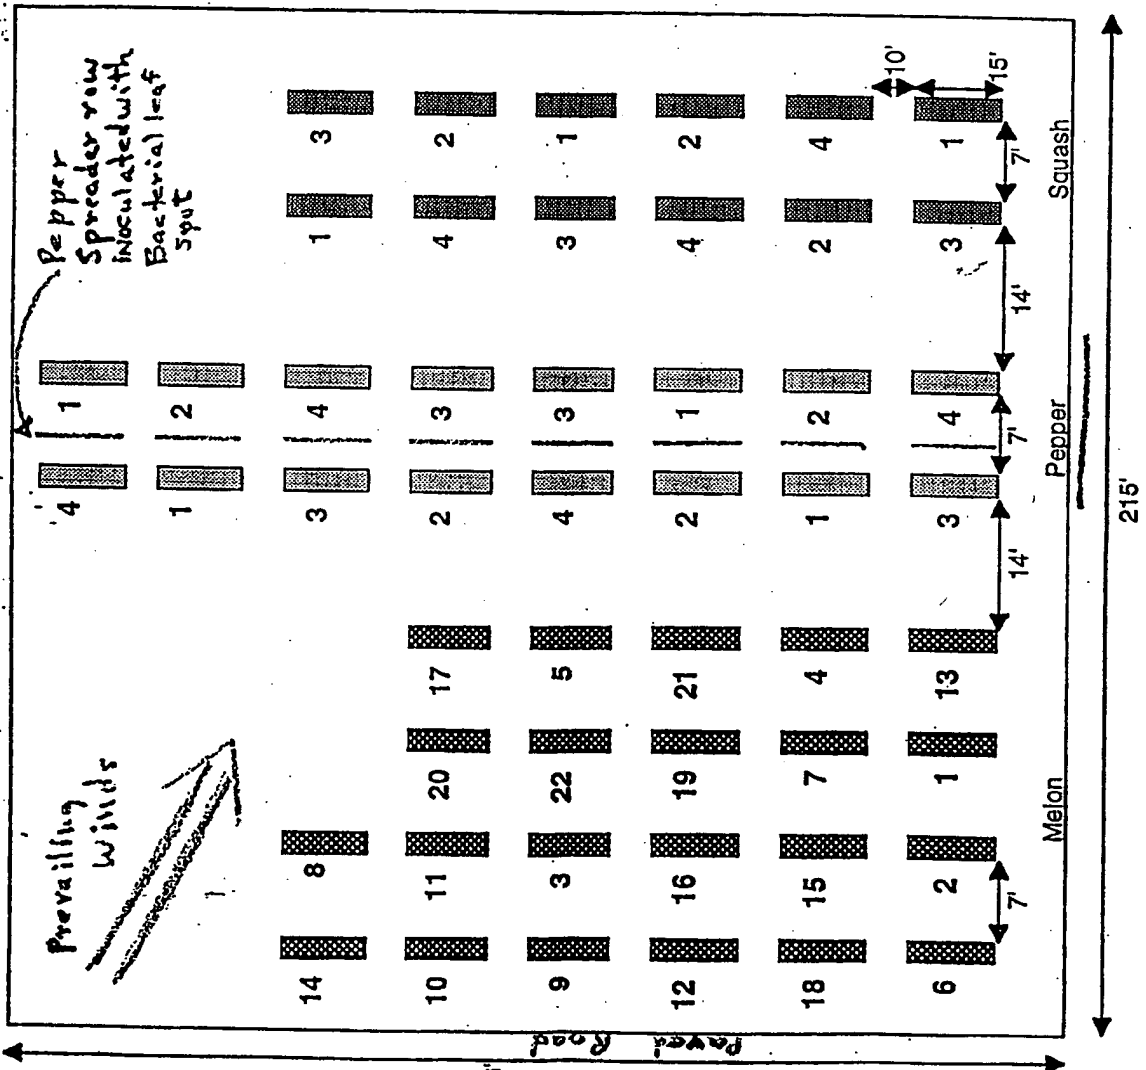 Prevailing
Winds
Pepper
Spreader row
inoculated with
Bacterial leaf
Spot
4 1
1 2
14 8 3 4 1 3
10 11 20 17 2 3 4 2
9 3 22 5 4 3 3 1
12 16 19 21 2 1 4 2
18 15 7 4 1 2 2 4
10'
6 2 1 13 3 4 3 1
15'
7' 14' 7' 14' 7'
Melon Pepper Squash
215'
Paved Road